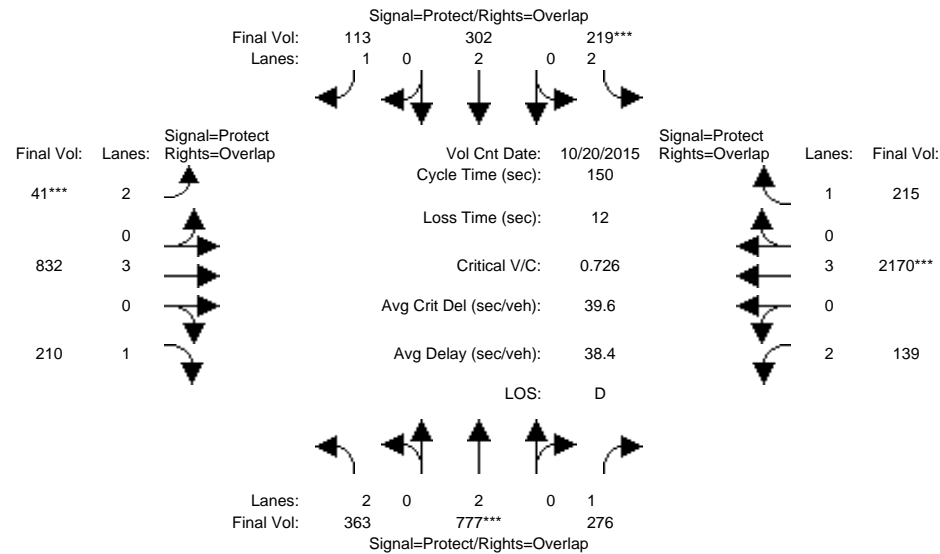 Signal=Protect/Rights=Overlap
Final Vol: 113 302 219***
Lanes: 1 0 2 0 2
Signal=Protect
Final Vol: Lanes: Rights=Overlap
Vol Cnt Date: 10/20/2015
Signal=Protect
Rights=Overlap Lanes: Final Vol:
Cycle Time (sec): 150
41*** 2
1 215
Loss Time (sec): 12
0
0
832 3
Critical V/C: 0.726
3 2170***
0
Avg Crit Del (sec/veh): 39.6
0
210 1
Avg Delay (sec/veh): 38.4
2 139
LOS: D
Lanes: 2 0 2 0 1
Final Vol: 363 777*** 276
Signal=Protect/Rights=Overlap